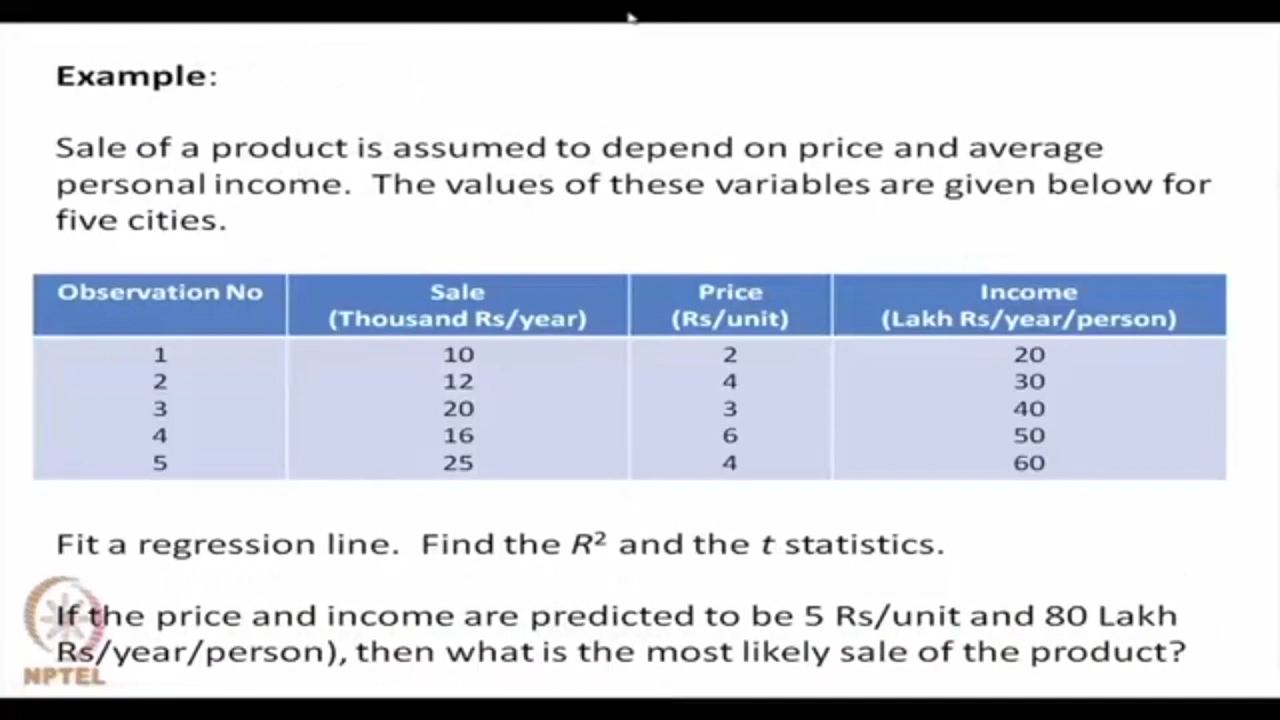 Example:
Sale of a product is assumed to depend on price and average
personal income. The values of these variables are given below for
five cities.
Observation No Sale (Thousand Rs/year) Price (Rs/unit) Income (Lakh Rs/year/person)
1 10 2 20
2 12 4 30
3 20 3 40
4 16 6 50
5 25 4 60
Fit a regression line. Find the R² and the t statistics.
If the price and income are predicted to be 5 Rs/unit and 80 Lakh
Rs/year/person), then what is the most likely sale of the product?
NPTEL